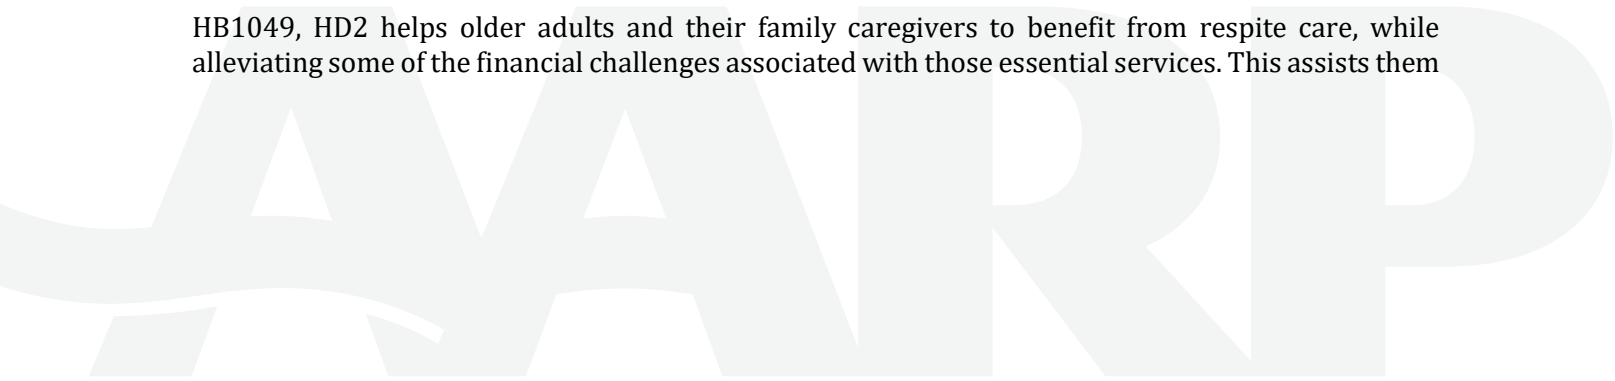 HB1049, HD2 helps older adults and their family caregivers to benefit from respite care, while
alleviating some of the financial challenges associated with those essential services. This assists them
AARP